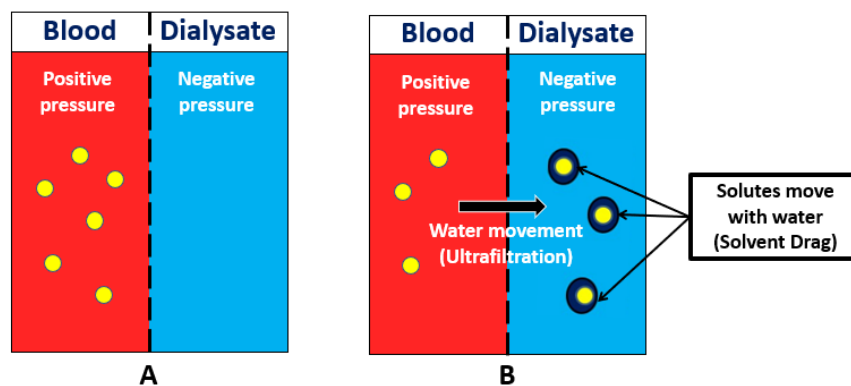 Blood Dialysate
Positive pressure
Negative pressure
A
Blood Dialysate
Positive pressure
Negative pressure
Water movement
(Ultrafiltration)
Solutes move
with water
(Solvent Drag)
B